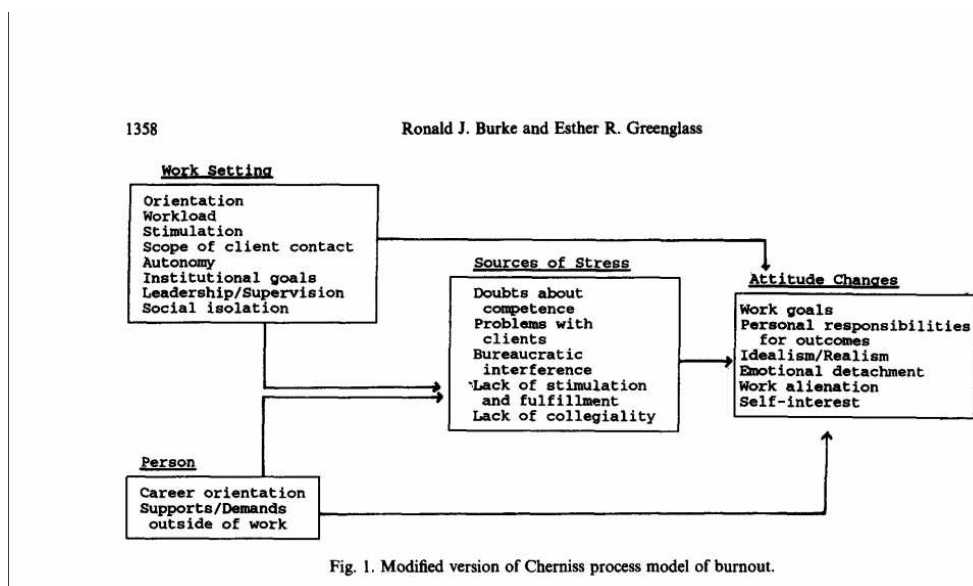 1358
Ronald J. Burke and Esther R. Greenglass
Work Setting
Orientation
Workload
Stimulation
Scope of client contact
Autonomy
Institutional goals
Leadership/Supervision
Social isolation
Sources of Stress
Doubts about
competence
Problems with
clients
Bureaucratic
interference
Lack of stimulation
and fulfillment
Lack of collegiality
Attitude Changes
Work goals
Personal responsibilities
for outcomes
Idealism/Realism
Emotional detachment
Work alienation
Self-interest
Person
Career orientation
Supports/Demands
outside of work
Fig. 1. Modified version of Cherniss process model of burnout.